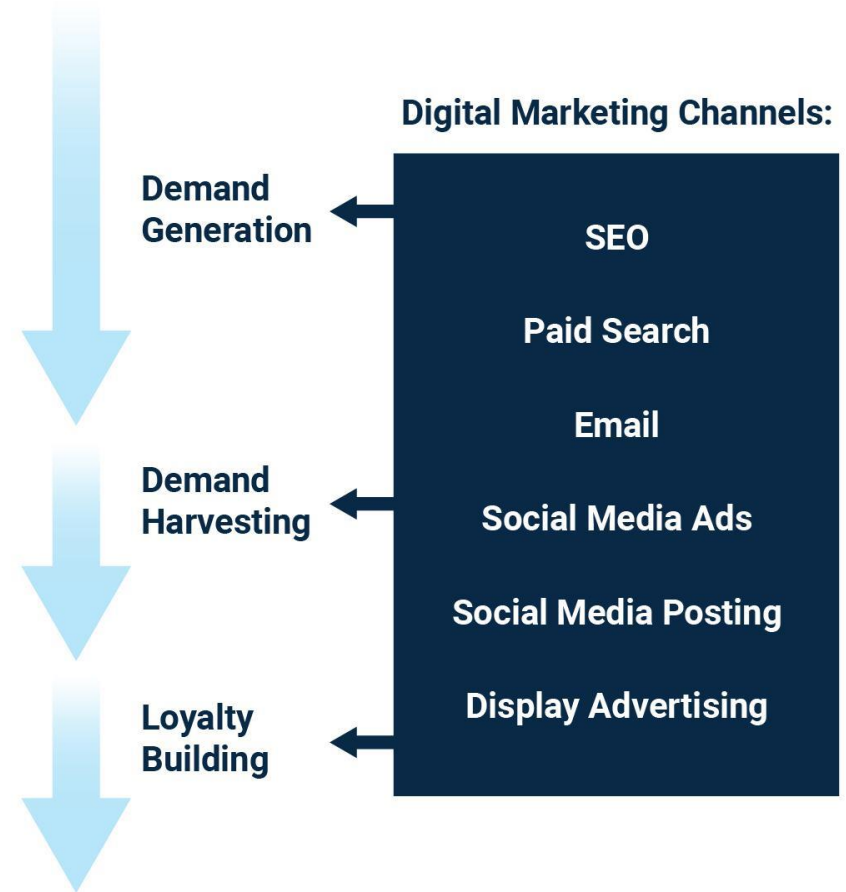 Digital Marketing Channels:
Demand
Generation
SEO
Paid Search
Email
Demand
Harvesting
Social Media Ads
Social Media Posting
Loyalty
Building
Display Advertising